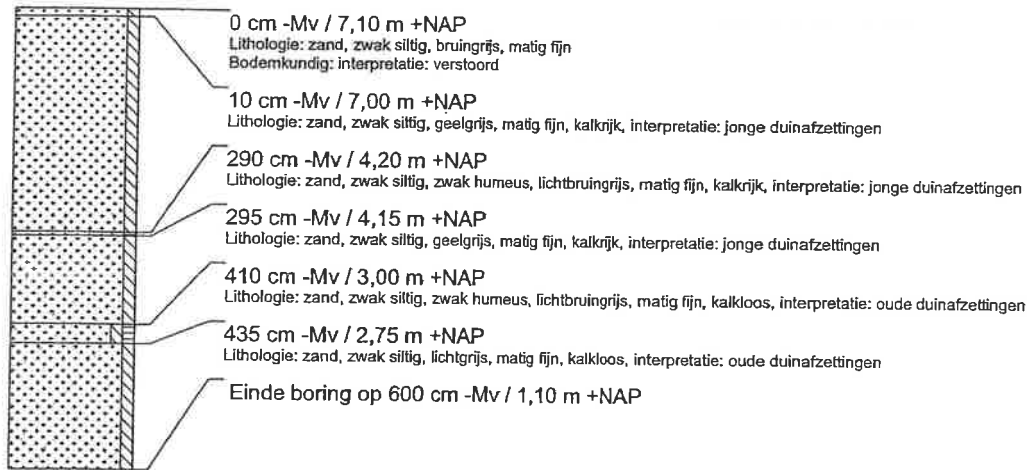 0 cm -Mv / 7,10 m +NAP
Lithologie: zand, zwak siltig, bruingrijs, matig fijn
Bodemkundig: interpretatie: verstoord
10 cm -Mv / 7,00 m +NAP
Lithologie: zand, zwak siltig, geelgrijs, matig fijn, kalkrijk, interpretatie: jonge duinafzettingen
290 cm -Mv / 4,20 m +NAP
Lithologie: zand, zwak siltig, zwak humeus, lichtbruingrijs, matig fijn, kalkrijk, interpretatie: jonge duinafzettingen
295 cm -Mv / 4,15 m +NAP
Lithologie: zand, zwak siltig, geelgrijs, matig fijn, kalkrijk, interpretatie: jonge duinafzettingen
410 cm -Mv / 3,00 m +NAP
Lithologie: zand, zwak siltig, zwak humeus, lichtbruingrijs, matig fijn, kalkloos, interpretatie: oude duinafzettingen
435 cm -Mv / 2,75 m +NAP
Lithologie: zand, zwak siltig, lichtgrijs, matig fijn, kalkloos, interpretatie: oude duinafzettingen
Einde boring op 600 cm -Mv / 1,10 m +NAP